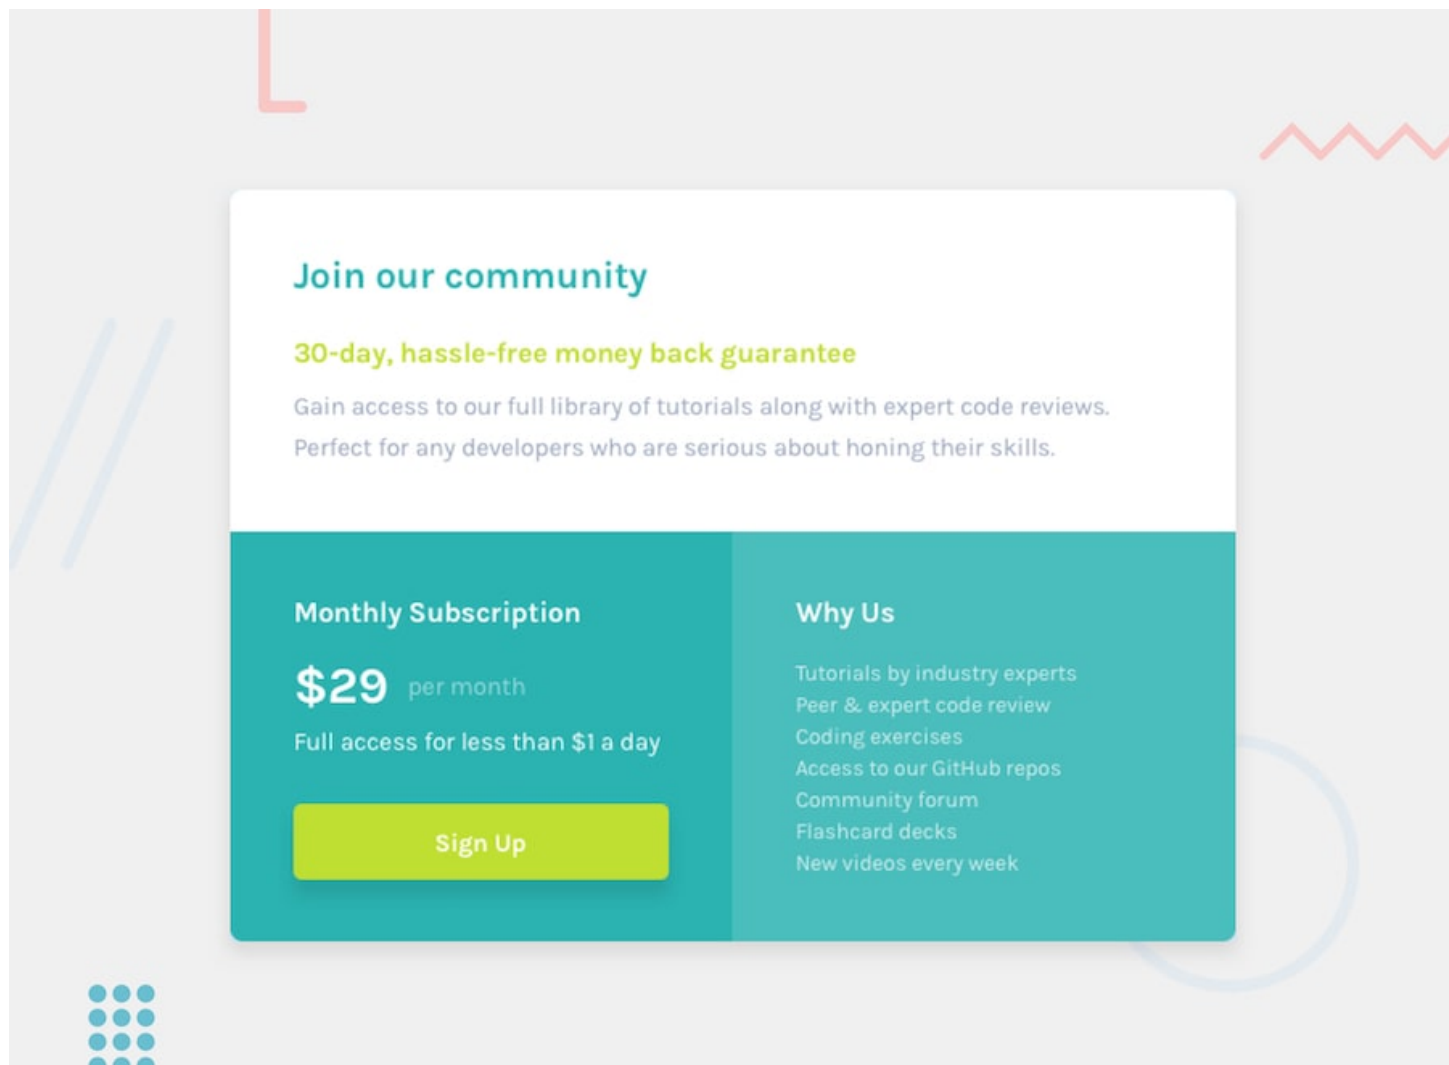 Join our community
30-day, hassle-free money back guarantee
Gain access to our full library of tutorials along with expert code reviews.
Perfect for any developers who are serious about honing their skills.
Monthly Subscription
$29 per month
Full access for less than $1 a day
Sign Up
Why Us
Tutorials by industry experts
Peer & expert code review
Coding exercises
Access to our GitHub repos
Community forum
Flashcard decks
New videos every week